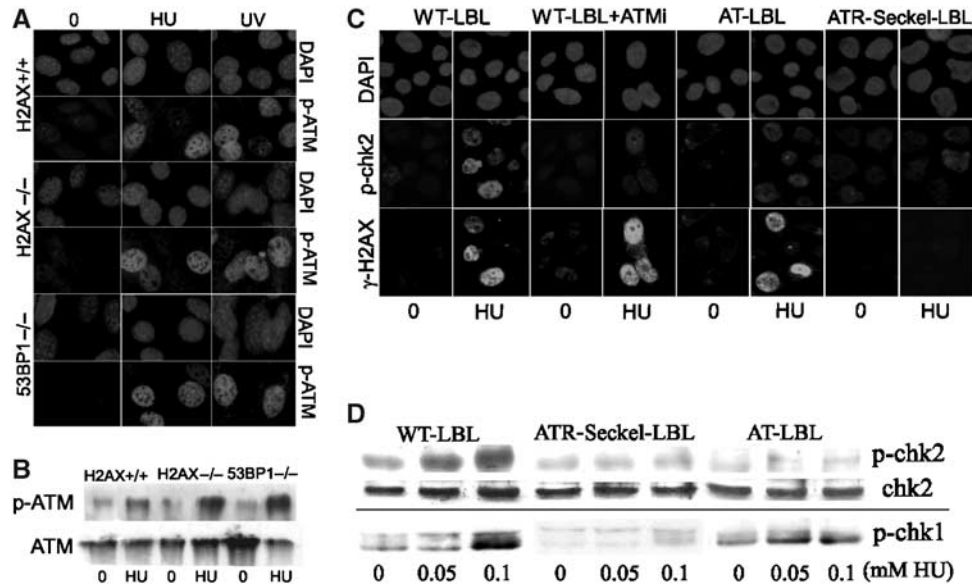 A
0 HU UV
H2AX+/+
DAPI
p-ATM
H2AX −/−
DAPI
p-ATM
53BP1−/−
DAPI
p-ATM
B
H2AX+/+ H2AX −/− 53BP1−/−
p-ATM
ATM
0 HU 0 HU 0 HU
C
WT-LBL WT-LBL+ATMi AT-LBL ATR-Seckel-LBL
DAPI
p-chk2
γ-H2AX
0 HU 0 HU 0 HU 0 HU
D
WT-LBL ATR-Seckel-LBL AT-LBL
p-chk2
chk2
p-chk1
0 0.05 0.1 0 0.05 0.1 0 0.05 0.1 (mM HU)